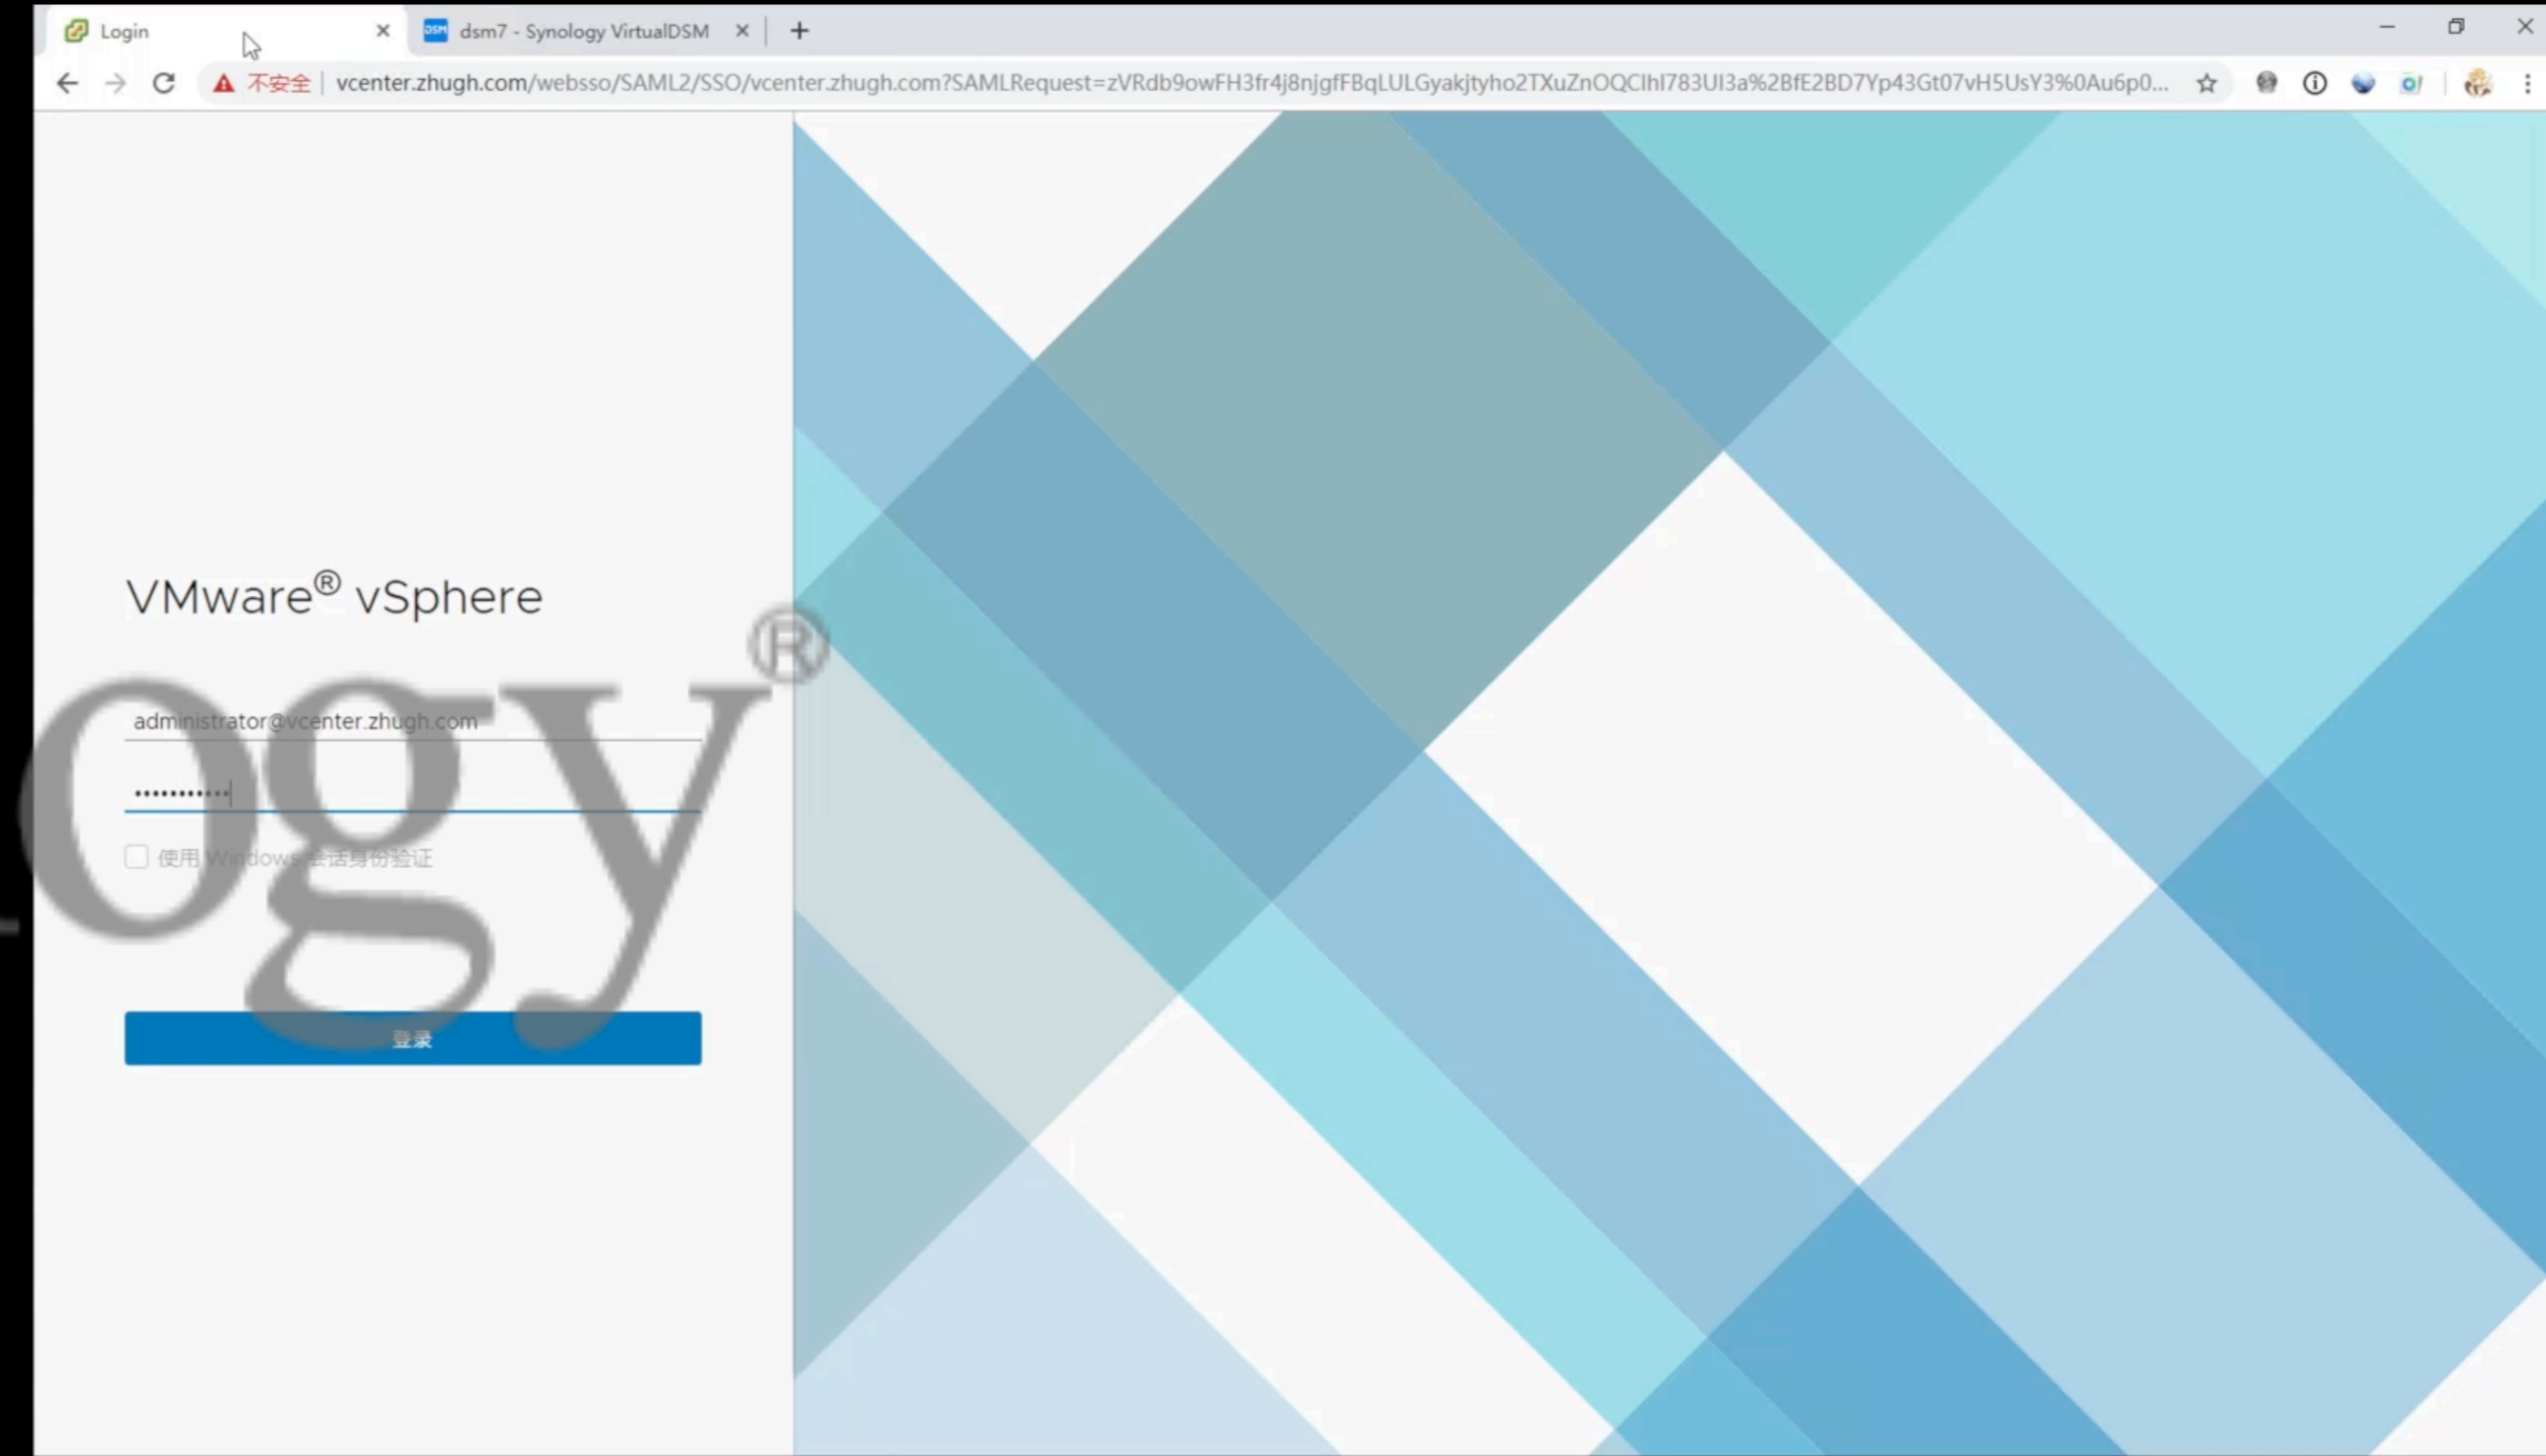 Login
dsm7 - Synology VirtualDSM
不安全 vcenter.zhugh.com/websso/SAML2/SSO/vcenter.zhugh.com?SAMLRequest=zVRdb9owFH3fr4j8njgfFBqLULGyakjtyho2TXuZnOQClhI783UI3a%2BfE2BD7Yp43Gt07vH5UsY3%0Au6p0...
VMware® vSphere
ogy®
administrator@vcenter.zhugh.com
•••••••••••
使用 Windows 会话身份验证
登录